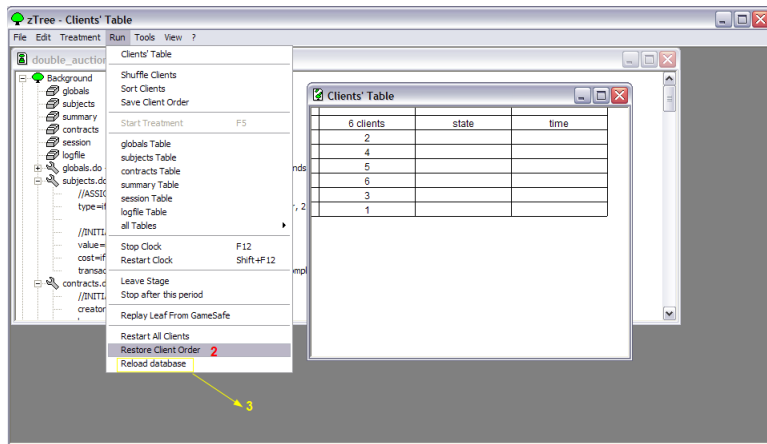 zTree - Clients' Table
File Edit Treatment Run Tools View ?
double_auction
Background
globals
subjects
summary
contracts
session
logfile
globals.do
subjects.do
//ASSIG
type=if
//INITI
value=
cost=if
transac
contracts.d
//INITI
creator
Clients' Table
Shuffle Clients
Sort Clients
Save Client Order
Start Treatment F5
globals Table
subjects Table
contracts Table
summary Table
session Table
logfile Table
all Tables
Stop Clock F12
Restart Clock Shift+F12
Leave Stage
Stop after this period
Replay Leaf From GameSafe
Restart All Clients
Restore Client Order 2
Reload database
3
nds
r, 2
mpl
Clients' Table
6 clients state time
2
4
5
6
3
1